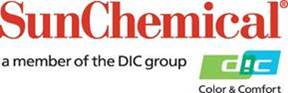 SunChemical®
a member of the DIC group
dic
Color & Comfort